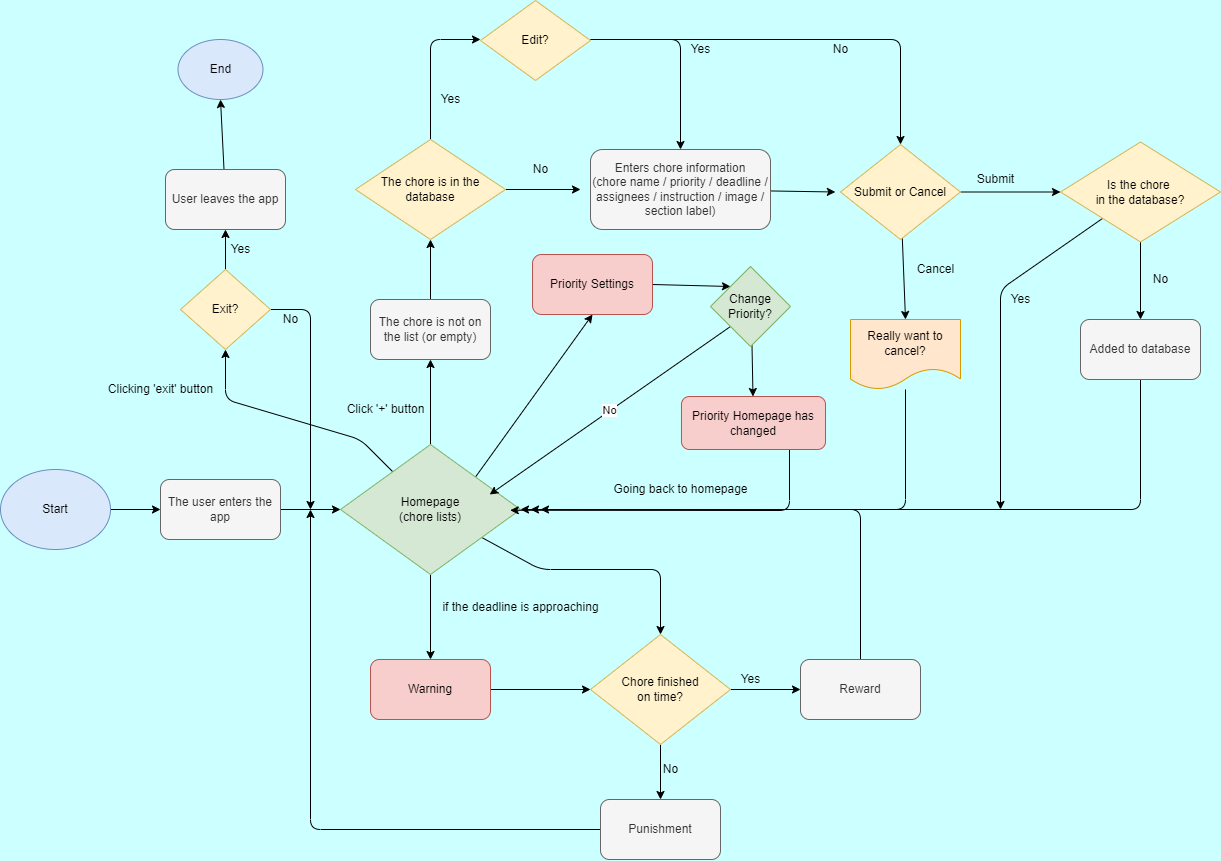 Edit?
Yes
No
End
Yes
The chore is in the
database
No
Enters chore information
(chore name / priority / deadline /
assignees / instruction / image /
section label)
Submit or Cancel
Submit
Is the chore
in the database?
User leaves the app
Yes
Exit?
No
Clicking 'exit' button
The chore is not on
the list (or empty)
Click '+' button
Priority Settings
Change
Priority?
No
Priority Homepage has
changed
Cancel
Really want to
cancel?
Yes
No
Added to database
Going back to homepage
Start
The user enters the
app
Homepage
(chore lists)
if the deadline is approaching
Warning
Chore finished
on time?
Yes
Reward
No
Punishment